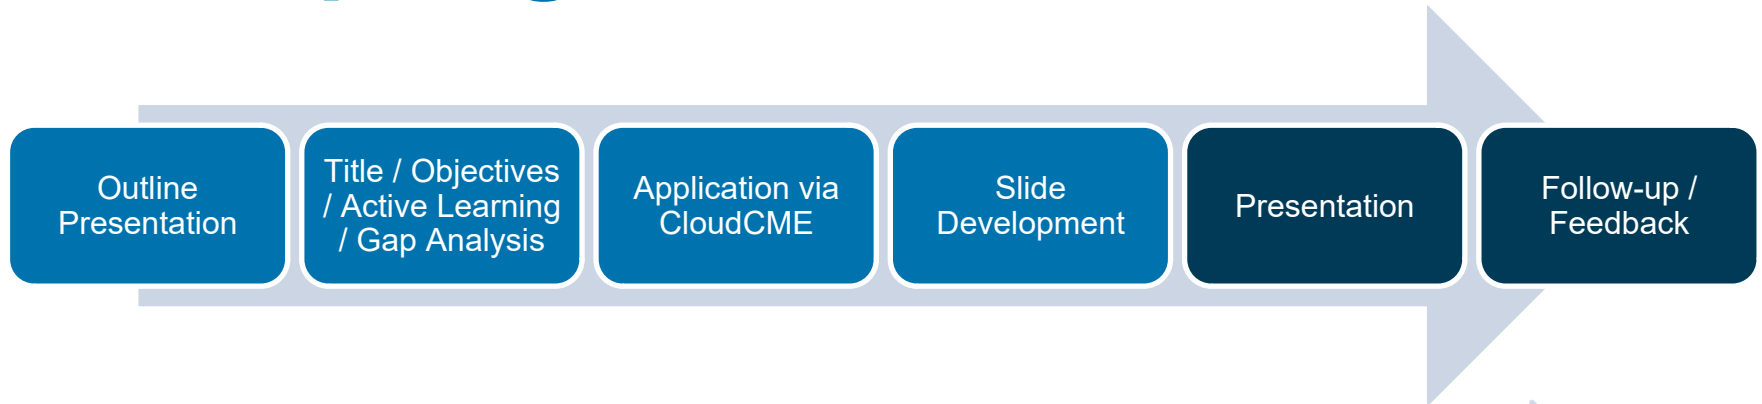 Outline
Presentation
Title / Objectives
/ Active Learning
/ Gap Analysis
Application via
CloudCME
Slide
Development
Presentation
Follow-up /
Feedback